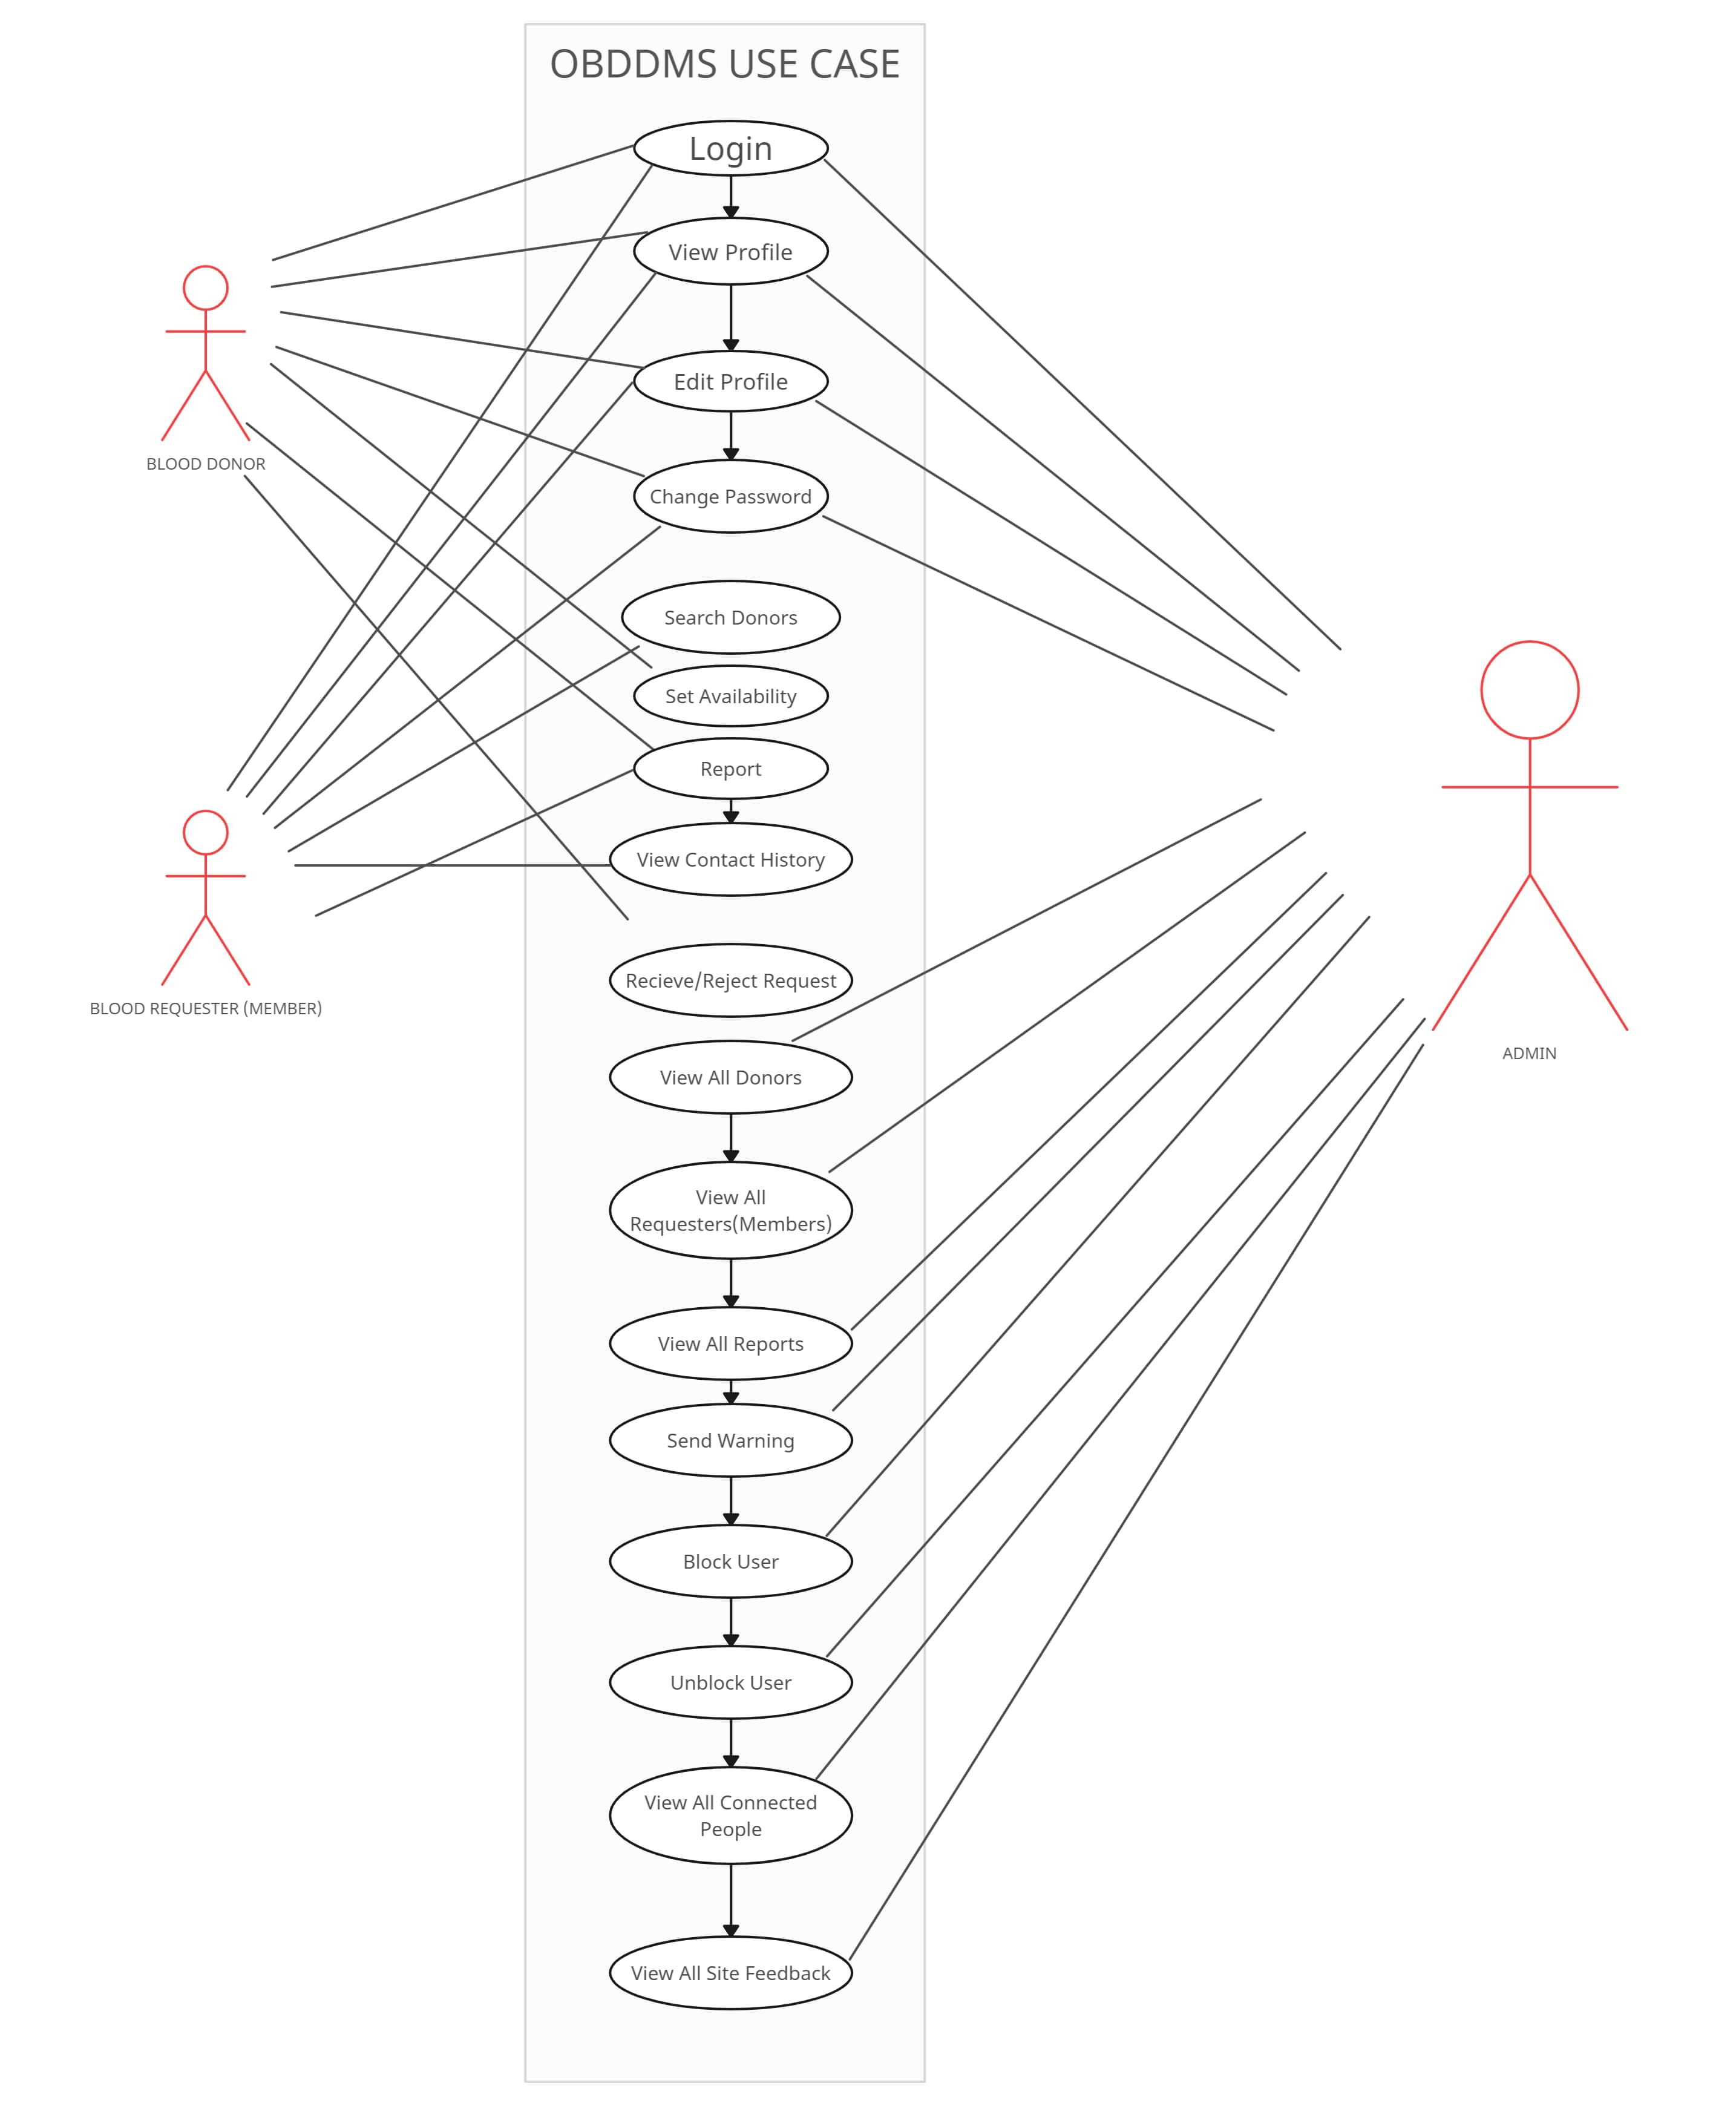 OBDDMS USE CASE
Login
View Profile
Edit Profile
BLOOD DONOR
Change Password
Search Donors
Set Availability
Report
View Contact History
Recieve/Reject Request
BLOOD REQUESTER (MEMBER)
ADMIN
View All Donors
View All
Requesters(Members)
View All Reports
Send Warning
Block User
Unblock User
View All Connected
People
View All Site Feedback